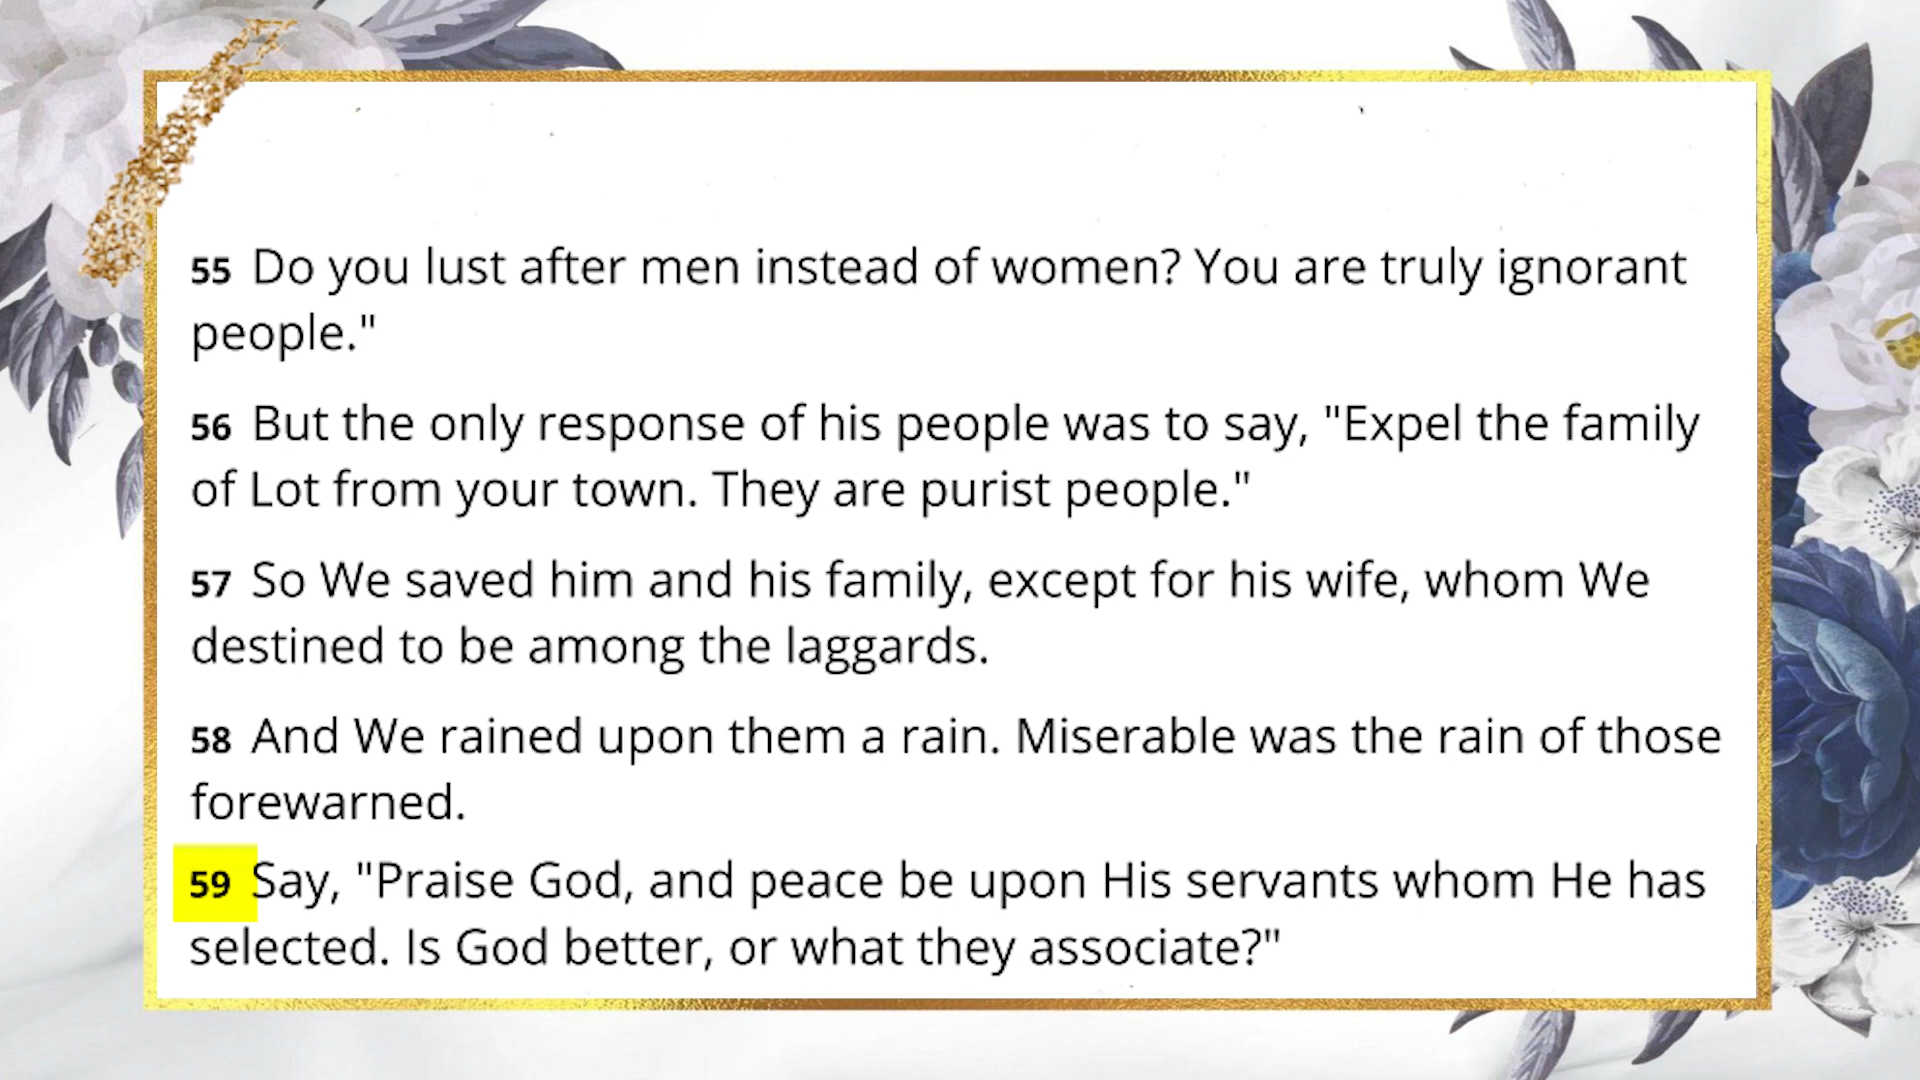 55 Do you lust after men instead of women? You are truly ignorant
people."
56 But the only response of his people was to say, "Expel the family
of Lot from your town. They are purist people."
57 So We saved him and his family, except for his wife, whom We
destined to be among the laggards.
58 And We rained upon them a rain. Miserable was the rain of those
forewarned.
59 Say, "Praise God, and peace be upon His servants whom He has
selected. Is God better, or what they associate?"